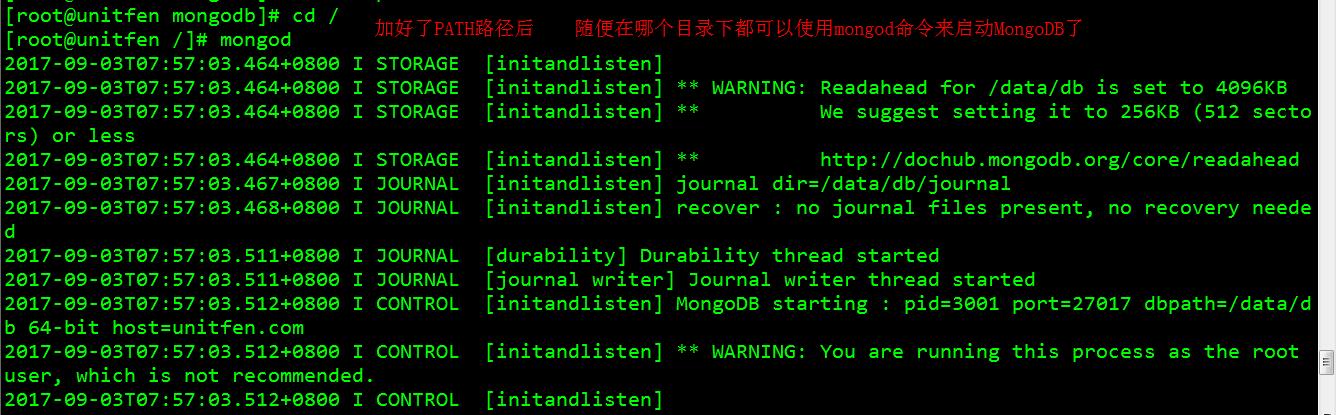 [root@unitfen mongodb]# cd /
加好了PATH路径后 随便在哪个目录下都可以使用mongod命令来启动MongoDB了
[root@unitfen /]# mongod
2017-09-03T07:57:03.464+0800 I STORAGE  [initandlisten]
2017-09-03T07:57:03.464+0800 I STORAGE  [initandlisten] ** WARNING: Readahead for /data/db is set to 4096KB
2017-09-03T07:57:03.464+0800 I STORAGE  [initandlisten] **          We suggest setting it to 256KB (512 secto
rs) or less
2017-09-03T07:57:03.464+0800 I STORAGE  [initandlisten] **          http://dochub.mongodb.org/core/readahead
2017-09-03T07:57:03.467+0800 I JOURNAL  [initandlisten] journal dir=/data/db/journal
2017-09-03T07:57:03.468+0800 I JOURNAL  [initandlisten] recover : no journal files present, no recovery neede
d
2017-09-03T07:57:03.511+0800 I JOURNAL  [durability] Durability thread started
2017-09-03T07:57:03.511+0800 I JOURNAL  [journal writer] Journal writer thread started
2017-09-03T07:57:03.512+0800 I CONTROL  [initandlisten] MongoDB starting : pid=3001 port=27017 dbpath=/data/d
b 64-bit host=unitfen.com
2017-09-03T07:57:03.512+0800 I CONTROL  [initandlisten] ** WARNING: You are running this process as the root
user, which is not recommended.
2017-09-03T07:57:03.512+0800 I CONTROL  [initandlisten]